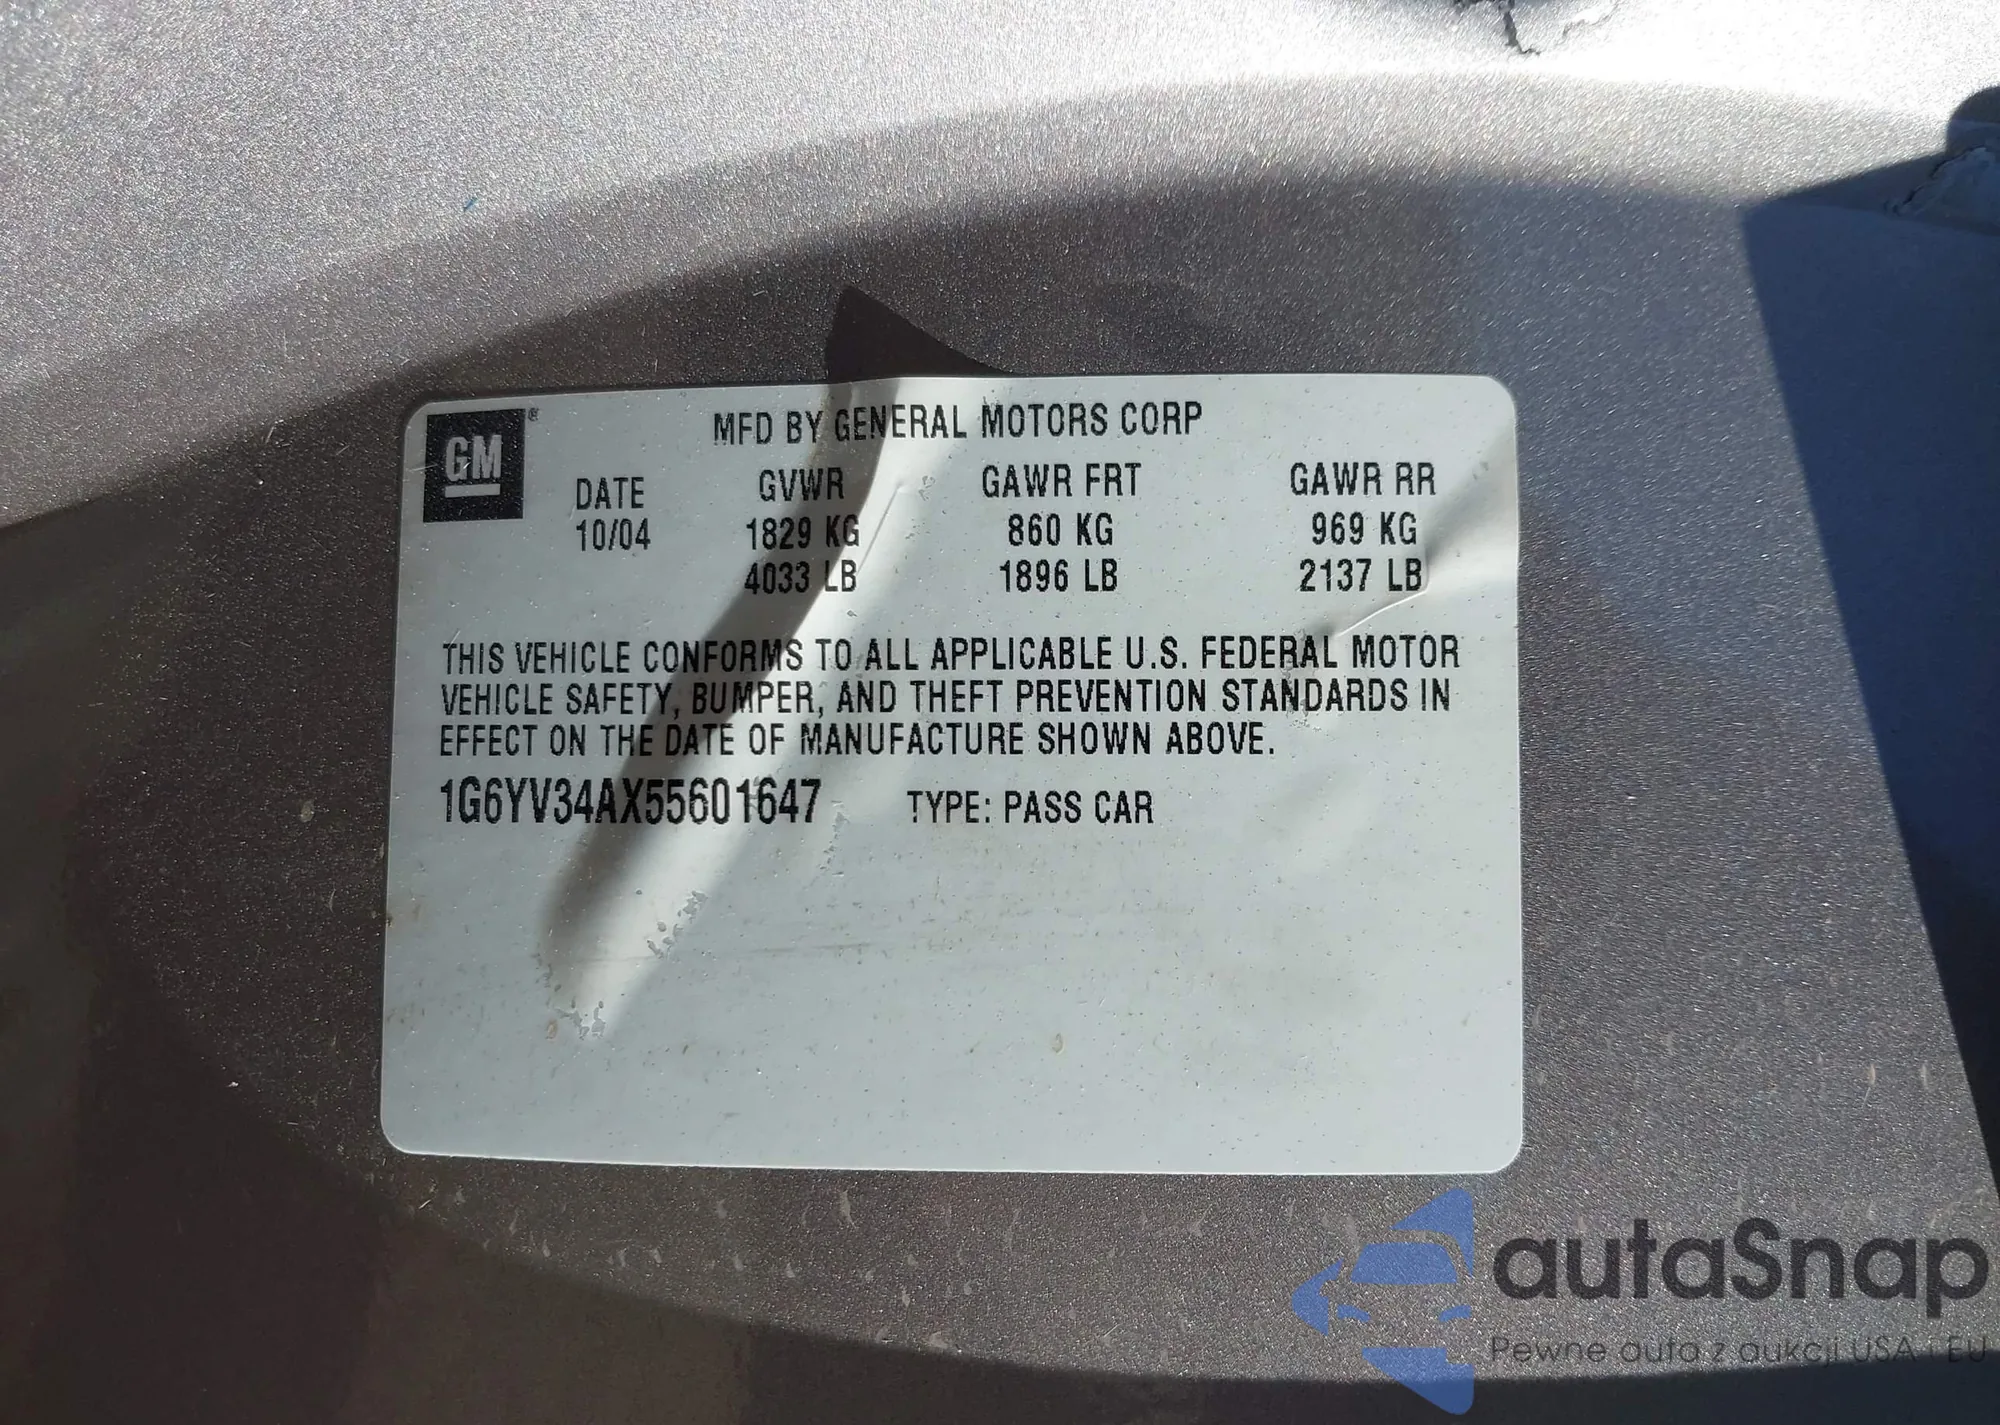 GM ®
MFD BY GENERAL MOTORS CORP
DATE GVWR GAWR FRT GAWR RR
10/04 1829 KG 860 KG 969 KG
4033 LB 1896 LB 2137 LB
THIS VEHICLE CONFORMS TO ALL APPLICABLE U.S. FEDERAL MOTOR
VEHICLE SAFETY, BUMPER, AND THEFT PREVENTION STANDARDS IN
EFFECT ON THE DATE OF MANUFACTURE SHOWN ABOVE.
1G6YV34AX55601647 TYPE: PASS CAR
autaSnap
Pewne auta z aukcji USA i EU